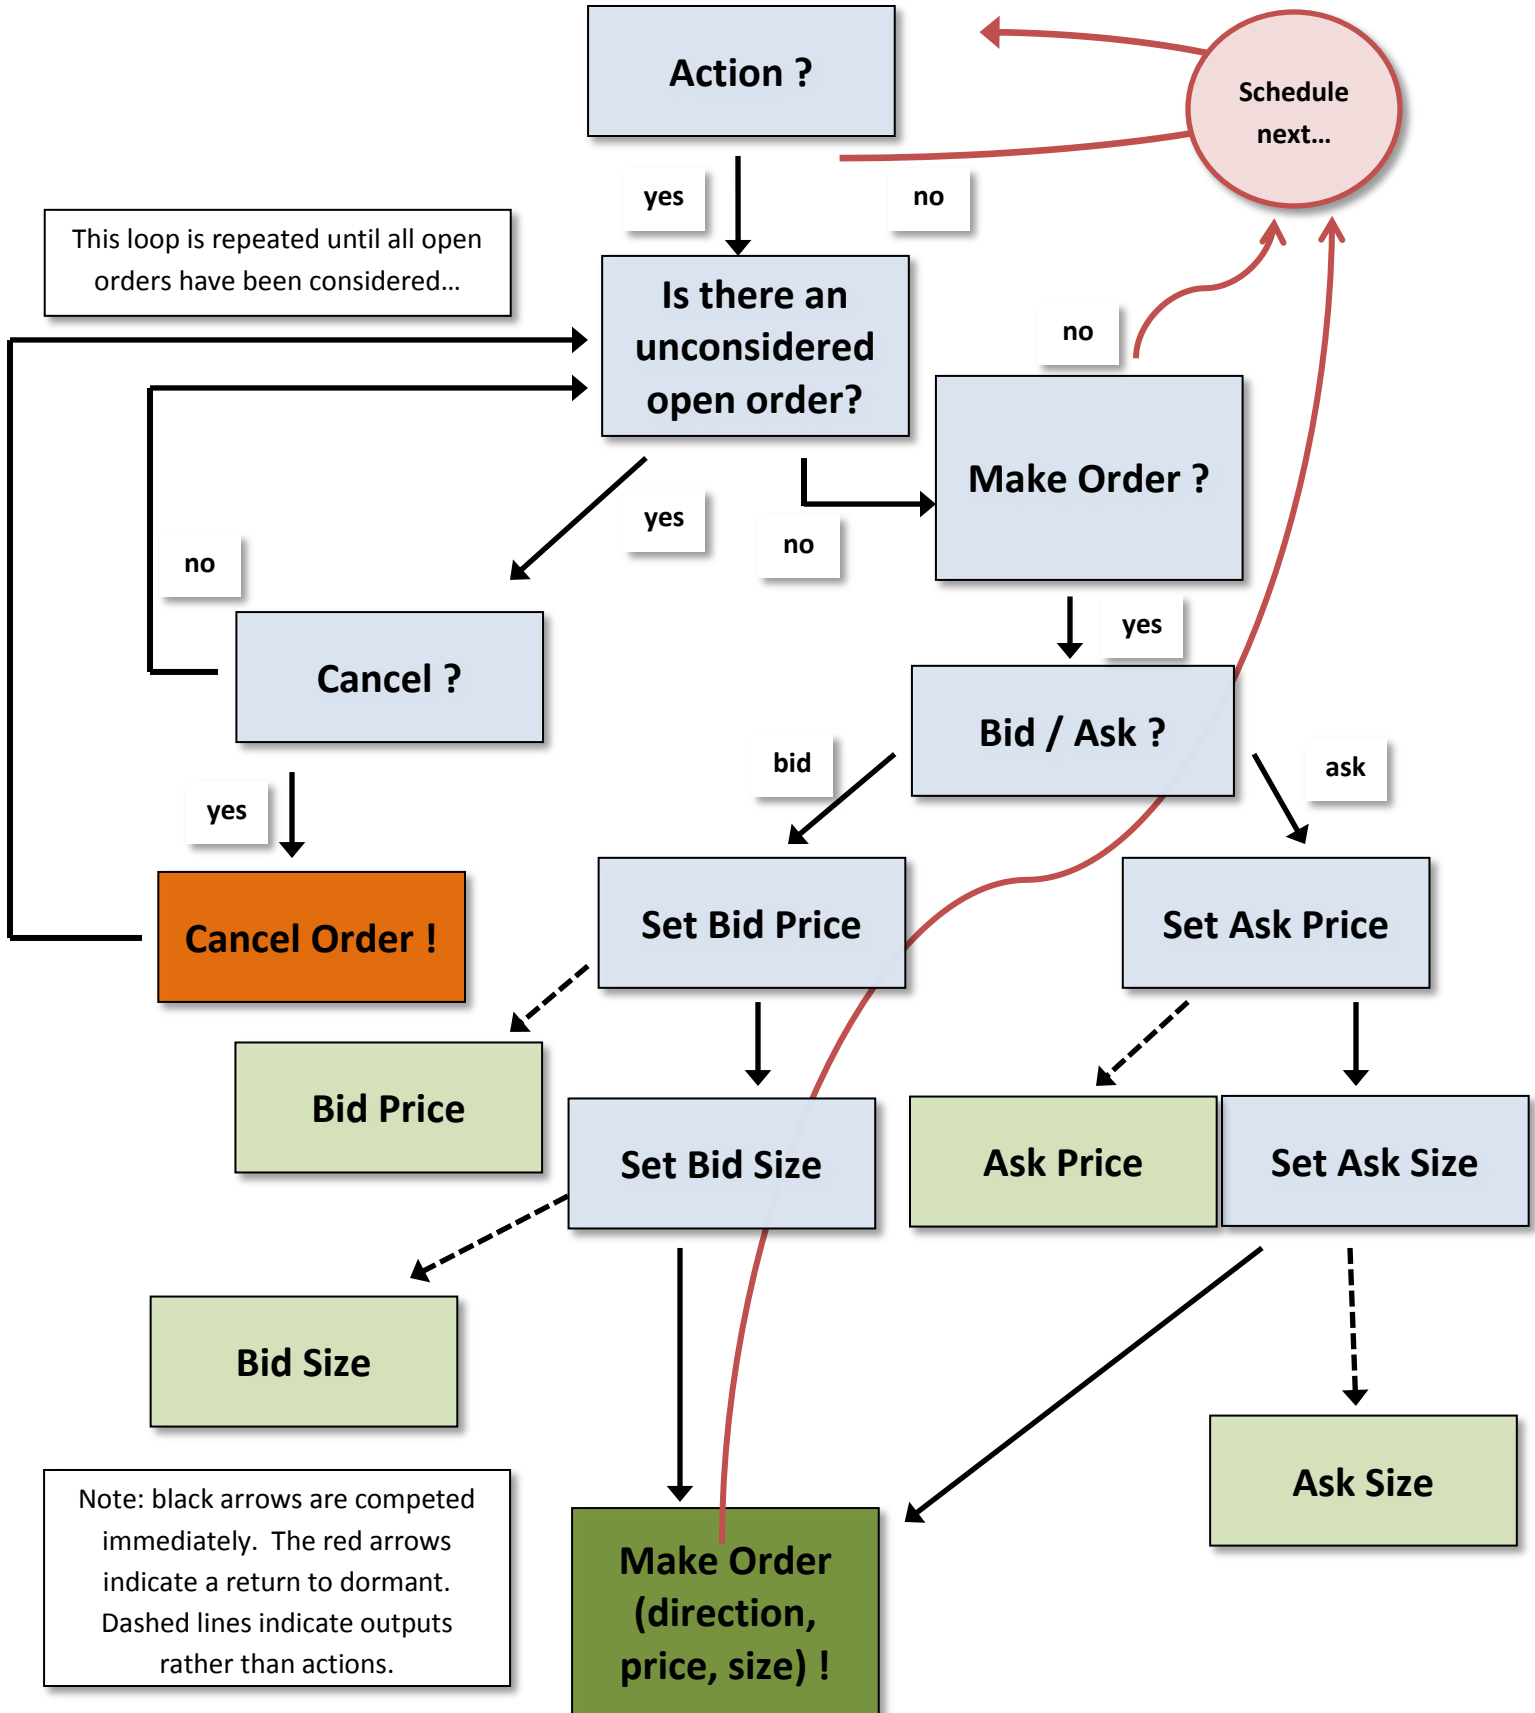 Action ?
Schedule
next...
yes
no
This loop is repeated until all open
orders have been considered...
Is there an
unconsidered
open order?
no
Make Order ?
yes
no
no
yes
Cancel ?
Bid / Ask ?
bid
ask
yes
Cancel Order !
Set Bid Price
Set Ask Price
Bid Price
Set Bid Size
Ask Price
Set Ask Size
Bid Size
Ask Size
Note: black arrows are competed
immediately. The red arrows
indicate a return to dormant.
Dashed lines indicate outputs
rather than actions.
Make Order
(direction,
price, size) !